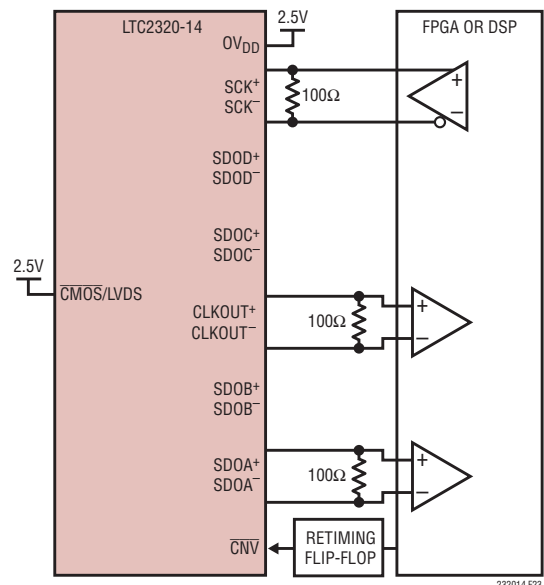 LTC2320-14
2.5V
FPGA OR DSP
OVDD
SCK+
SCK–
100Ω
+
–
SDOD+
SDOD–
SDOC+
SDOC–
2.5V
CMOS/LVDS
CLKOUT+
CLKOUT–
100Ω
+
–
SDOB+
SDOB–
SDOA+
SDOA–
100Ω
+
–
CNV
RETIMING
FLIP-FLOP
232014 F23